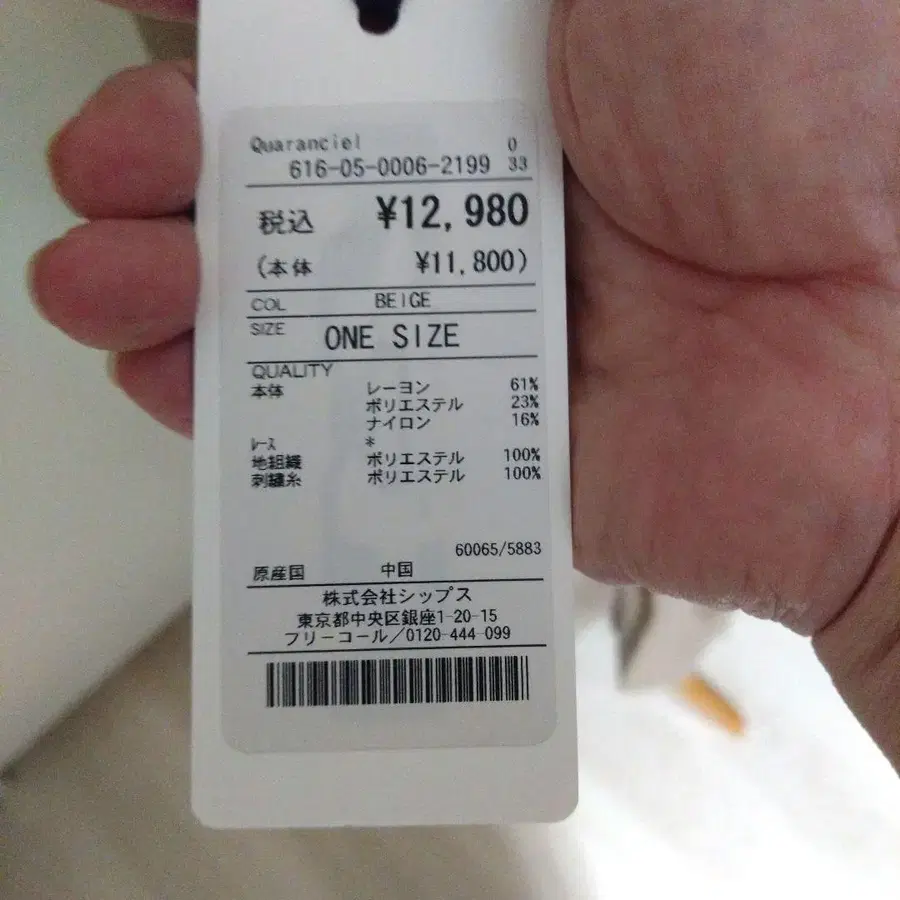 Quaranciel 0
616-05-0006-2199 33
税込 ¥12,980
(本体 ¥11,800)
COL BEIGE
SIZE ONE SIZE
QUALITY
本体 レーヨン 61%
ポリエステル 23%
ナイロン 16%
ﾚｰｽ *
地組織 ポリエステル 100%
刺繍糸 ポリエステル 100%
60065/5883
原産国 中国
株式会社シップス
東京都中央区銀座1-20-15
フリーコール／0120-444-099